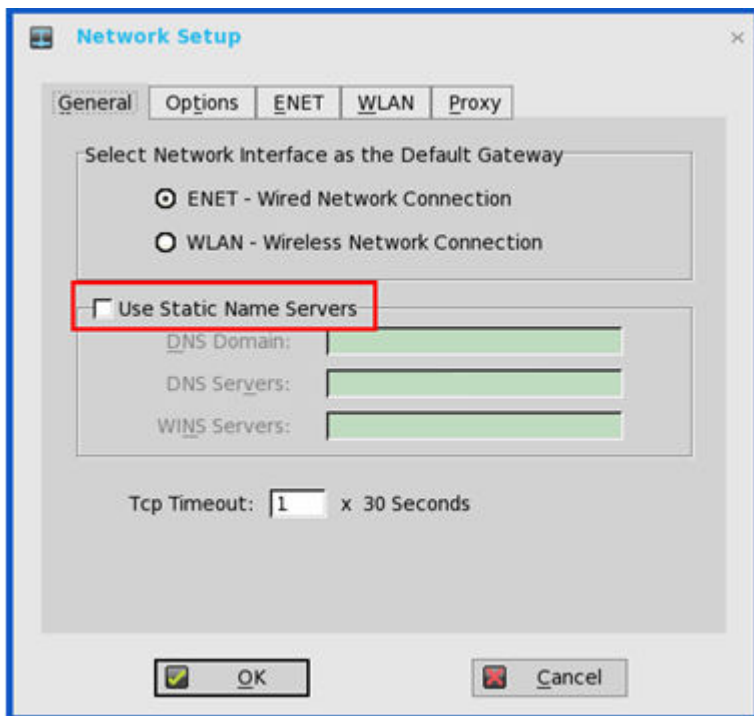 Network Setup
General Options ENET WLAN Proxy
Select Network Interface as the Default Gateway
ENET - Wired Network Connection
WLAN - Wireless Network Connection
Use Static Name Servers
DNS Domain:
DNS Servers:
WINS Servers:
Tcp Timeout: 1 x 30 Seconds
OK Cancel